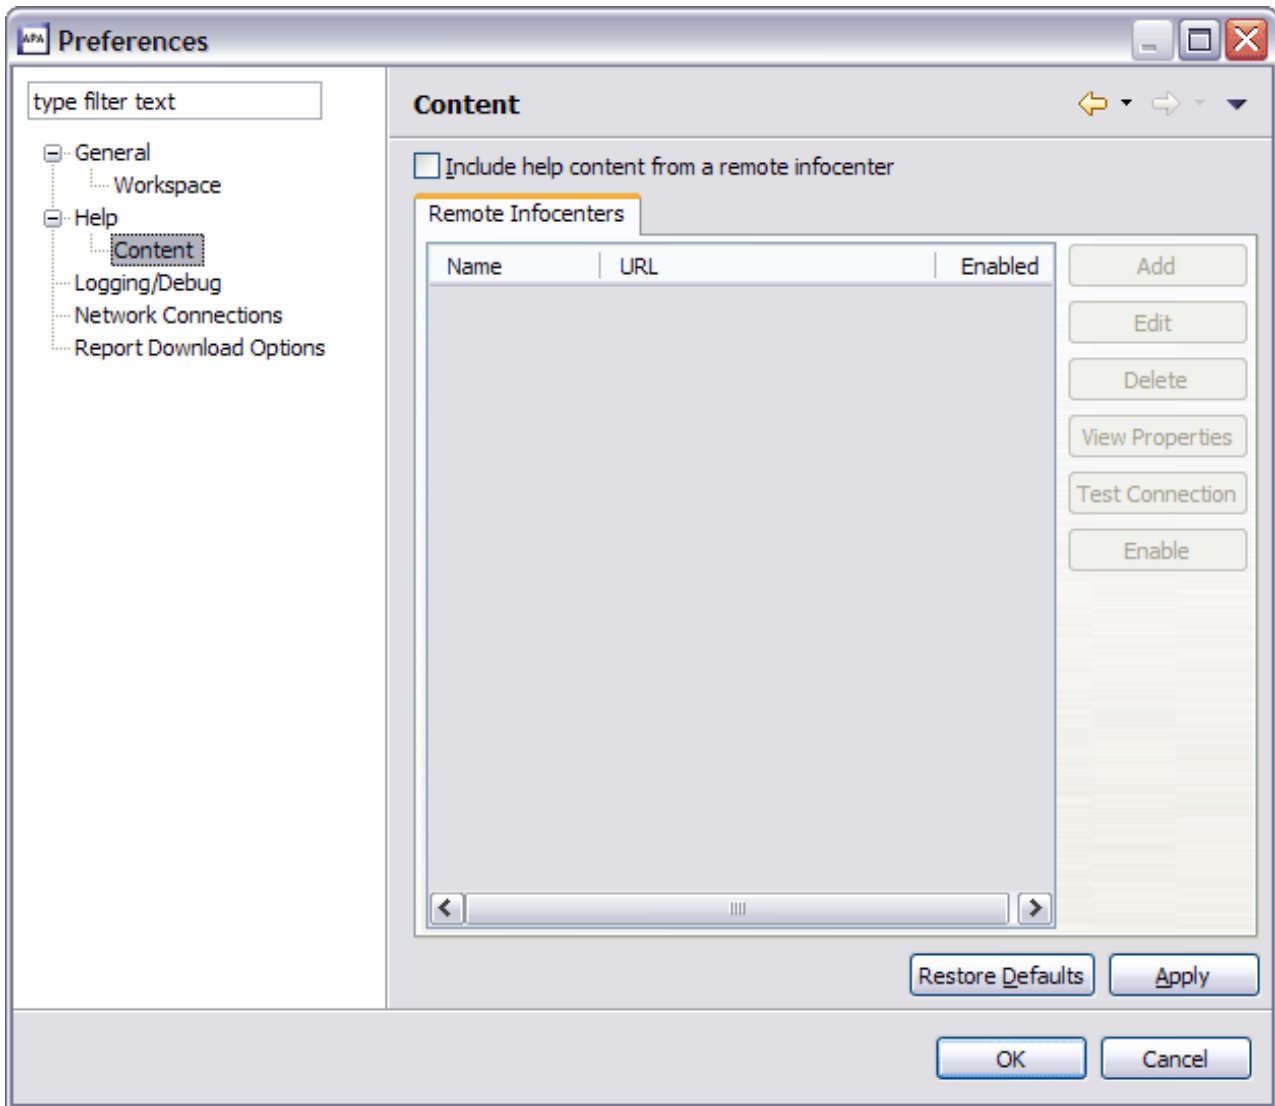 APA Preferences
type filter text
General
Workspace
Help
Content
Logging/Debug
Network Connections
Report Download Options
Content
Include help content from a remote infocenter
Remote Infocenters
Name URL Enabled
Add
Edit
Delete
View Properties
Test Connection
Enable
Restore Defaults Apply
OK Cancel